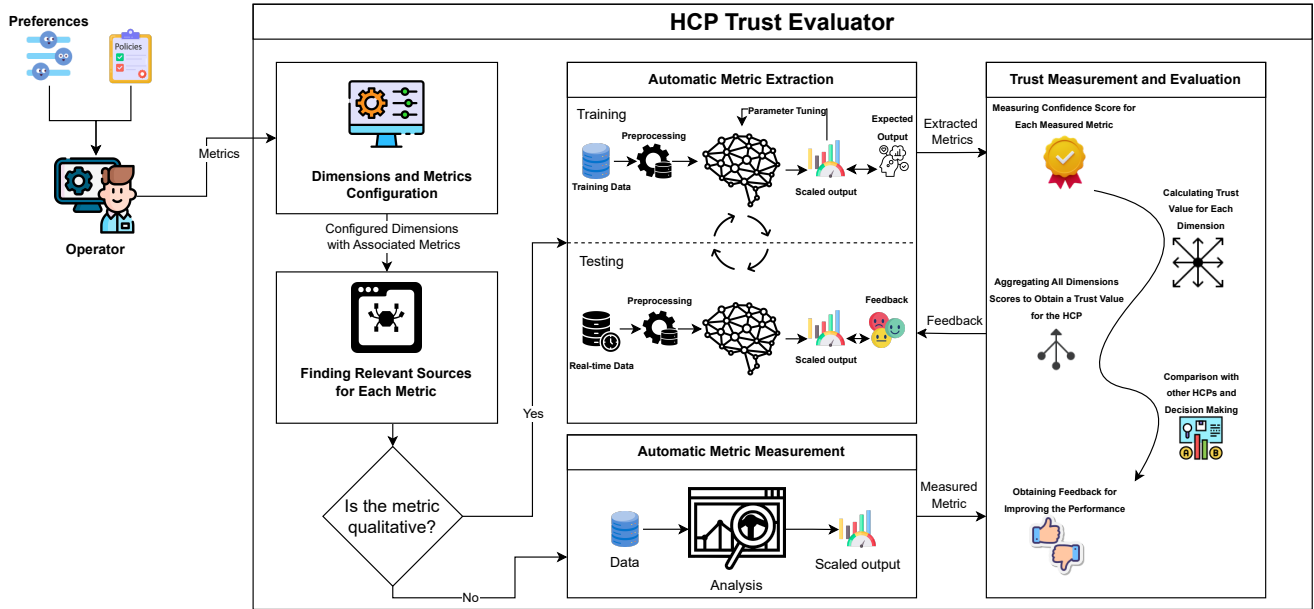 Preferences
Policies
Operator
Metrics
HCP Trust Evaluator
Dimensions and Metrics
Configuration
Configured Dimensions
with Associated Metrics
Finding Relevant Sources
for Each Metric
Is the metric
qualitative?
Yes
No
Automatic Metric Extraction
Training
Parameter Tuning
Preprocessing
Expected
Output
Training Data
Scaled output
Testing
Preprocessing
Feedback
Real-time Data
Scaled output
Automatic Metric Measurement
Data
Analysis
Scaled output
Extracted
Metrics
Feedback
Measured
Metric
Trust Measurement and Evaluation
Measuring Confidence Score for
Each Measured Metric
Calculating Trust
Value for Each
Dimension
Aggregating All Dimensions
Scores to Obtain a Trust Value
for the HCP
Comparison with
other HCPs and
Decision Making
A
B
Obtaining Feedback for
Improving the Performance